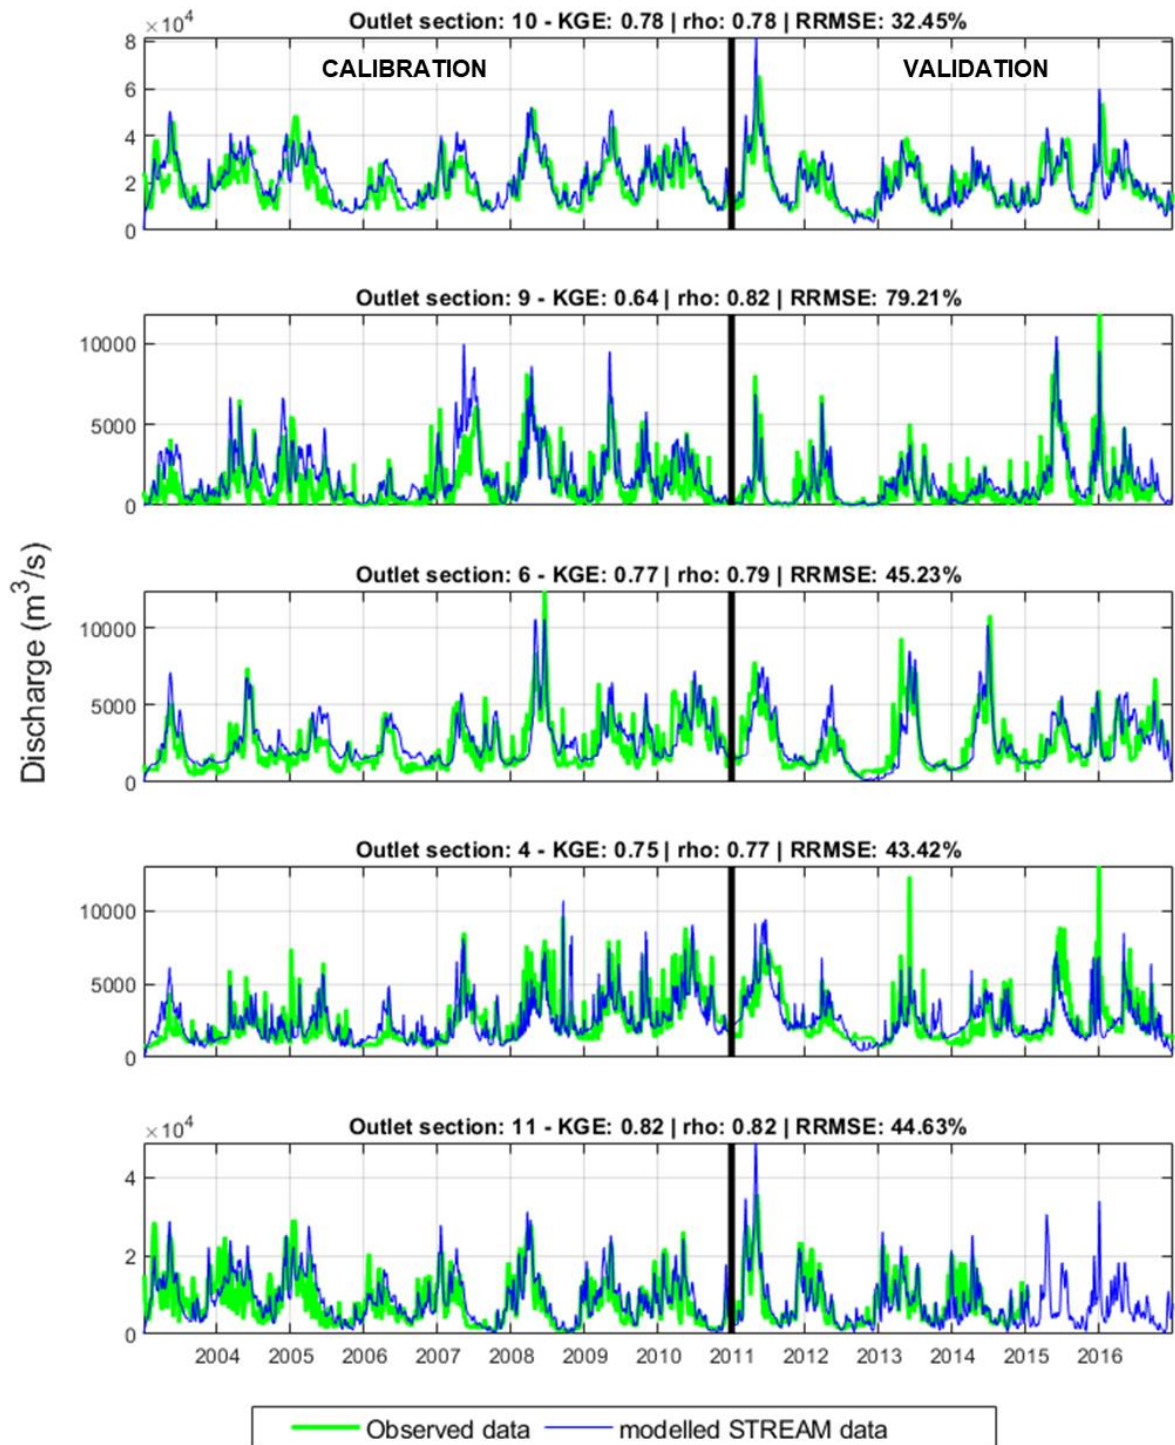 Outlet section: 10 - KGE: 0.78 | rho: 0.78 | RRMSE: 32.45%
×10⁴
8
6
4
2
0
CALIBRATION VALIDATION
Outlet section: 9 - KGE: 0.64 | rho: 0.82 | RRMSE: 79.21%
10000
5000
0
Outlet section: 6 - KGE: 0.77 | rho: 0.79 | RRMSE: 45.23%
10000
5000
0
Discharge (m³/s)
Outlet section: 4 - KGE: 0.75 | rho: 0.77 | RRMSE: 43.42%
10000
5000
0
Outlet section: 11 - KGE: 0.82 | rho: 0.82 | RRMSE: 44.63%
×10⁴
4
2
0
2004 2005 2006 2007 2008 2009 2010 2011 2012 2013 2014 2015 2016
Observed data modelled STREAM data